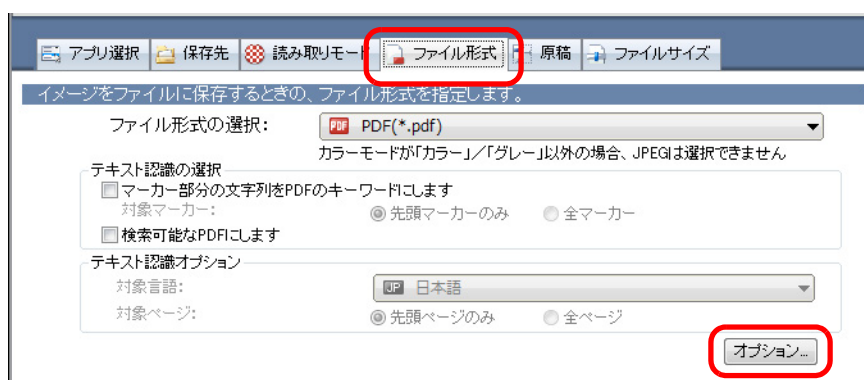 アプリ選択 保存先 読み取りモード ファイル形式 原稿 ファイルサイズ
イメージをファイルに保存するときの、ファイル形式を指定します。
ファイル形式の選択: PDF PDF(*.pdf)
カラーモードが「カラー」/「グレー」以外の場合、JPEGは選択できません
テキスト認識の選択
マーカー部分の文字列をPDFのキーワードにします
対象マーカー: 先頭マーカーのみ 全マーカー
検索可能なPDFにします
テキスト認識オプション
対象言語: JP 日本語
対象ページ: 先頭ページのみ 全ページ
オプション...